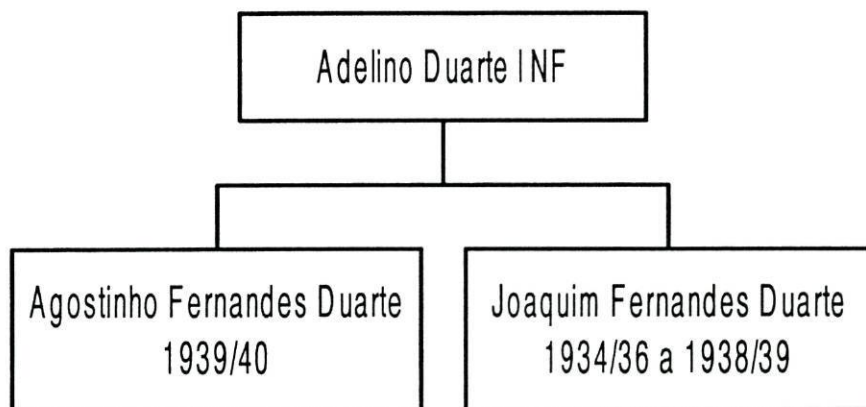 Adelino Duarte INF
Agostinho Fernandes Duarte
1939/40
Joaquim Fernandes Duarte
1934/36 a 1938/39